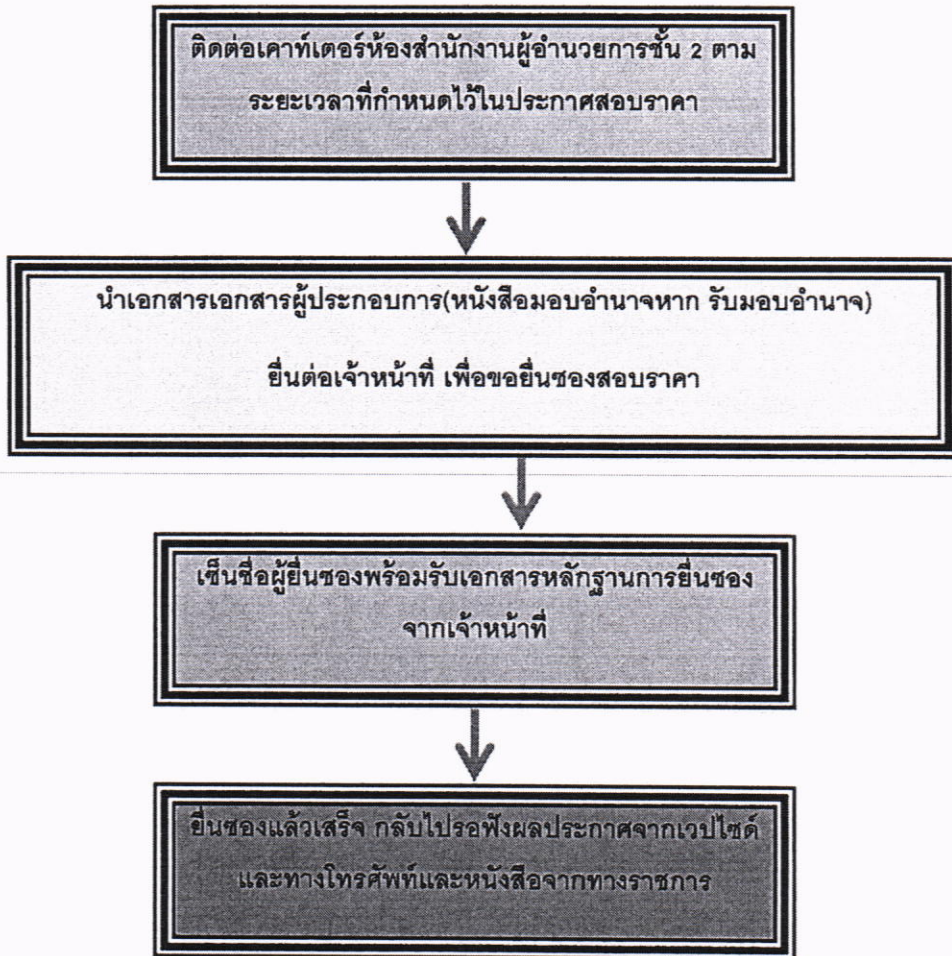 ติดต่อเคาท์เตอร์ห้องสำนักงานผู้อำนวยการชั้น 2 ตาม
ระยะเวลาที่กำหนดไว้ในประกาศสอบราคา
นำเอกสารเอกสารผู้ประกอบการ(หนังสือมอบอำนาจหาก รับมอบอำนาจ)
ยื่นต่อเจ้าหน้าที่ เพื่อขอยื่นซองสอบราคา
เซ็นชื่อผู้ยื่นซองพร้อมรับเอกสารหลักฐานการยื่นซอง
จากเจ้าหน้าที่
ยื่นซองแล้วเสร็จ กลับไปรอฟังผลประกาศจากเวปไซด์
และทางโทรศัพท์และหนังสือจากทางราชการ